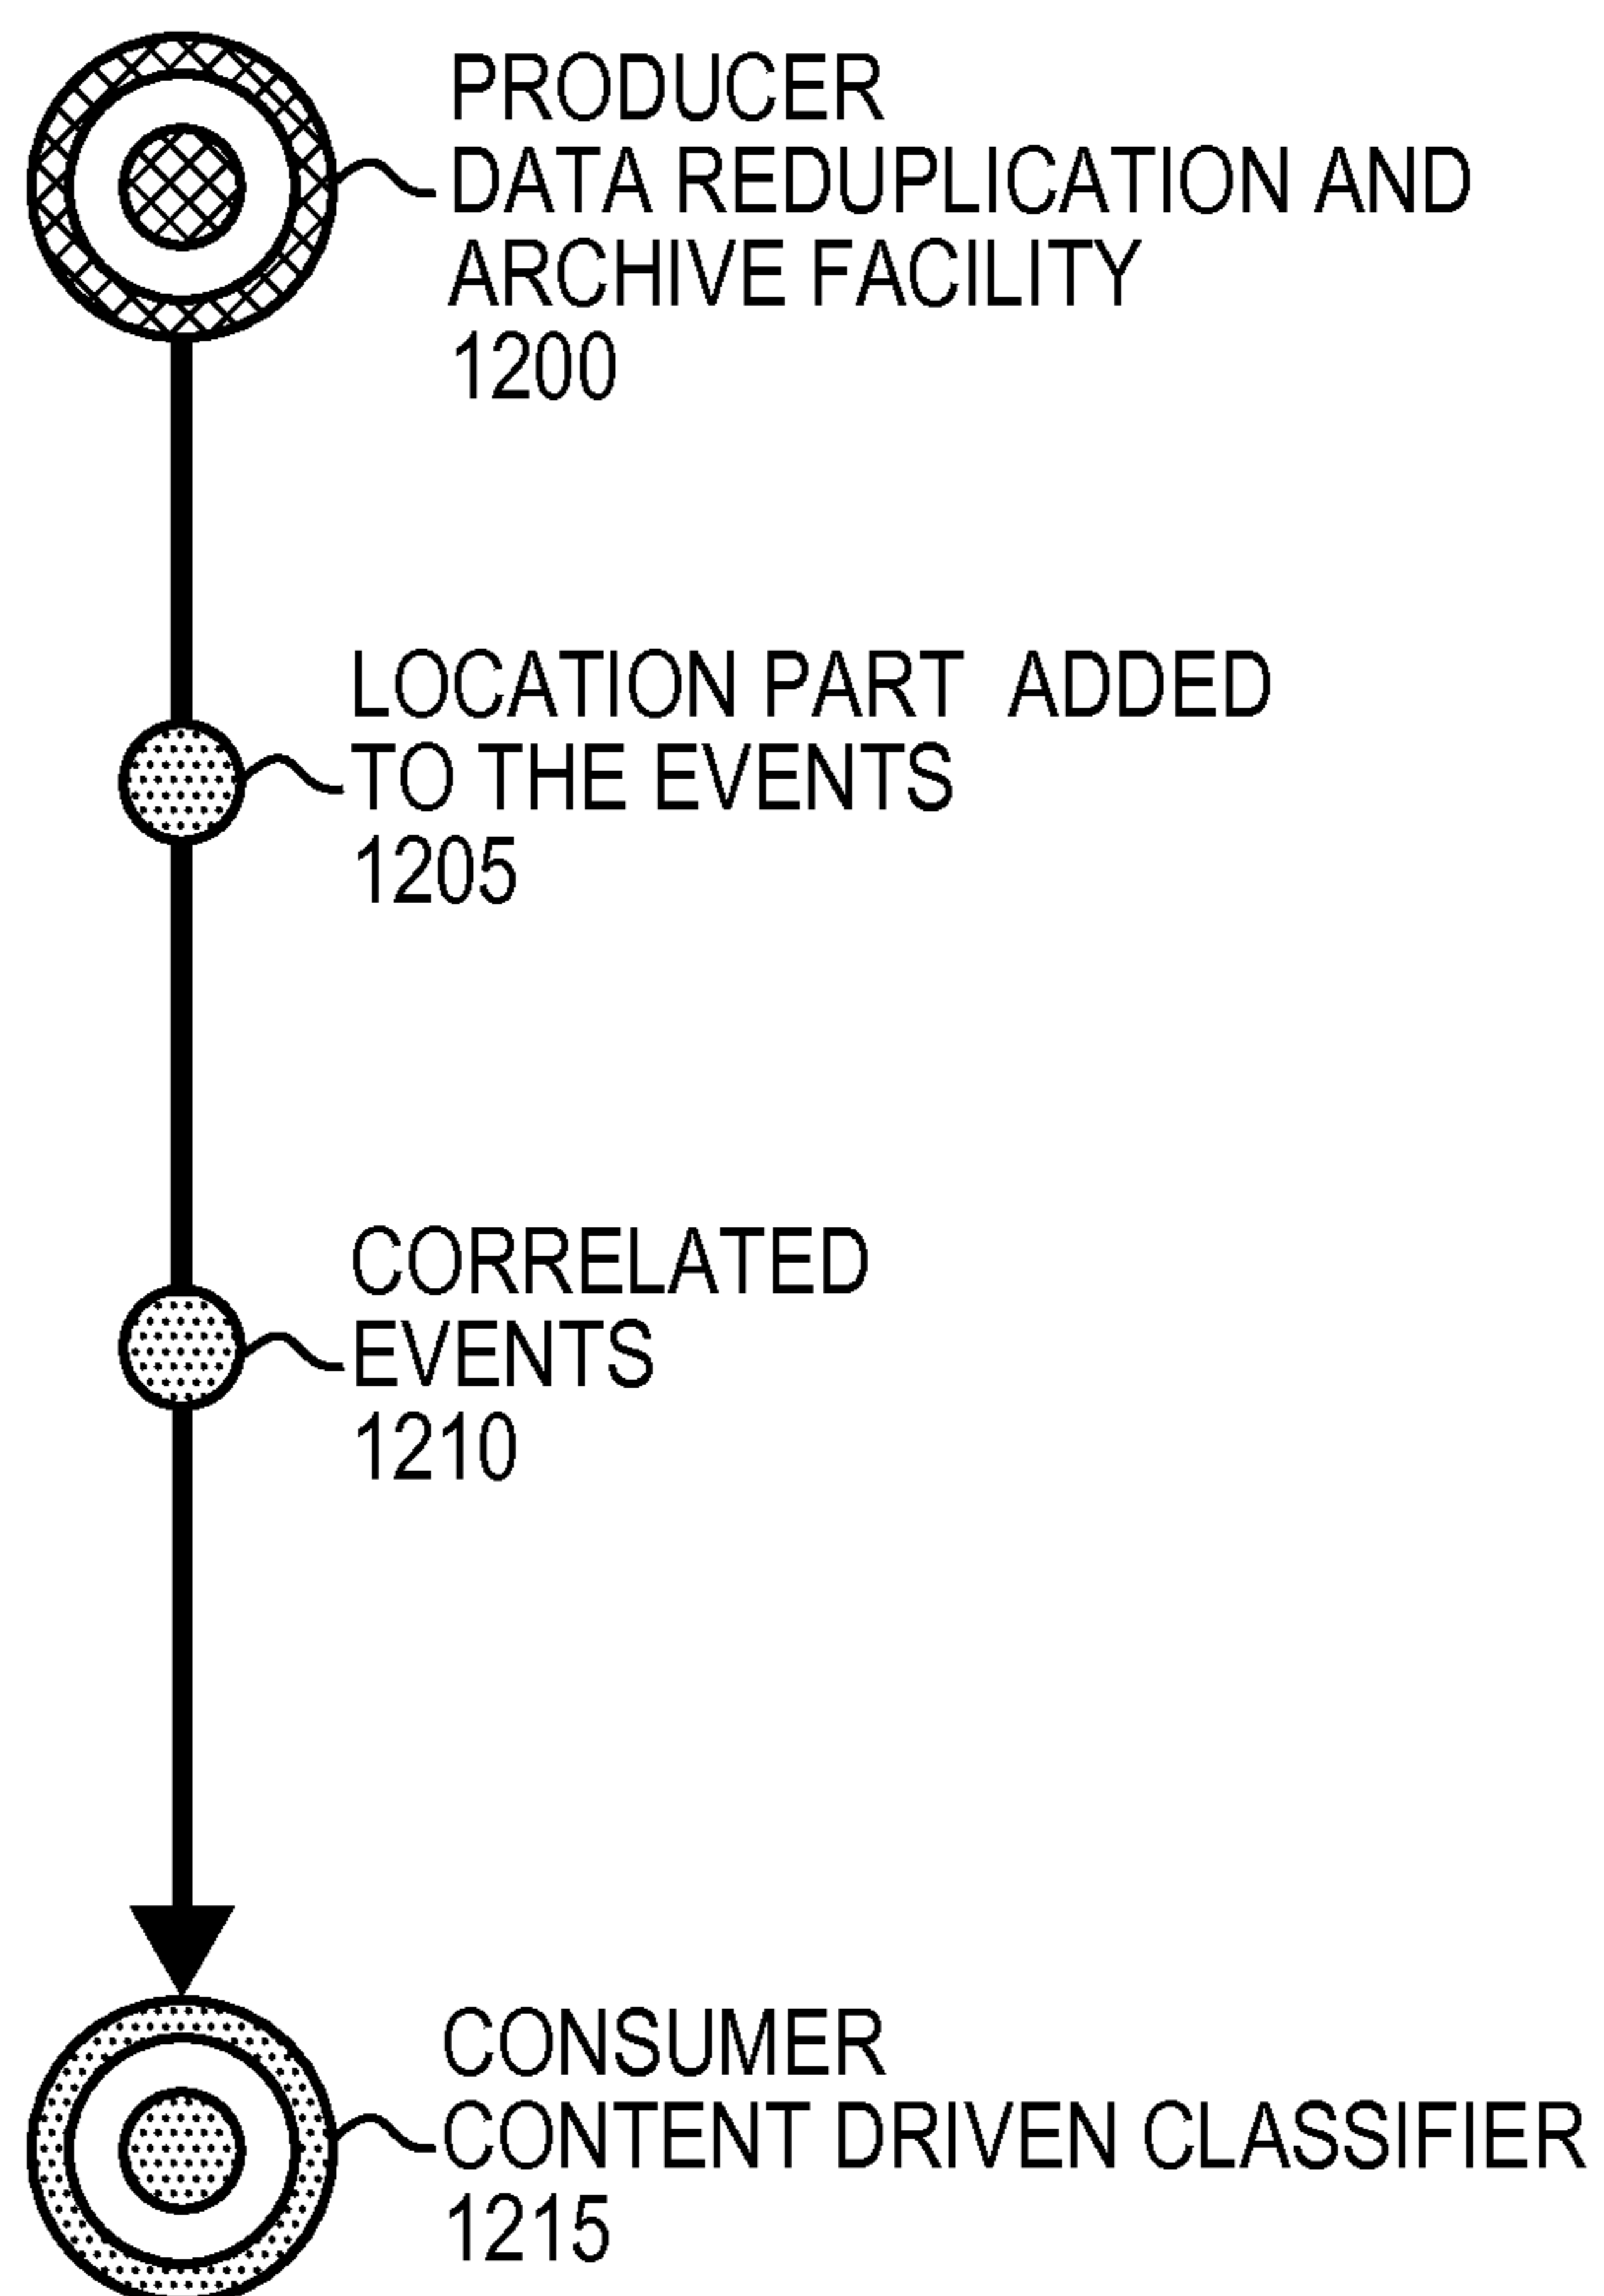 PRODUCER
DATA REDUPLICATION AND
ARCHIVE FACILITY
1200
LOCATION PART ADDED
TO THE EVENTS
1205
CORRELATED
EVENTS
1210
CONSUMER
CONTENT DRIVEN CLASSIFIER
1215